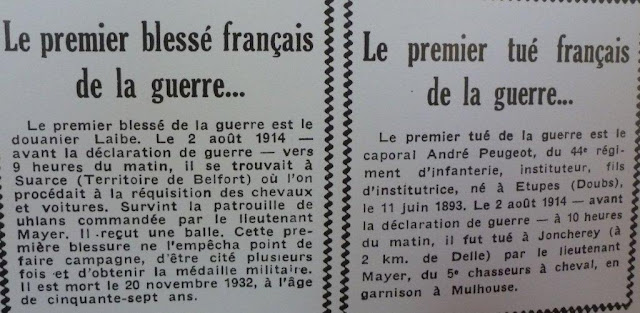 Le premier blessé français
de la guerre...
Le premier blessé de la guerre est le
douanier Laibe. Le 2 août 1914 —
avant la déclaration de guerre — vers
9 heures du matin, il se trouvait à
Suarce (Territoire de Belfort) où l'on
procédait à la réquisition des chevaux
et voitures. Survint la patrouille de
uhlans commandée par le lieutenant
Mayer. Il reçut une balle. Cette pre-
mière blessure ne l'empêcha point de
faire campagne, d'être cité plusieurs
fois et d'obtenir la médaille militaire.
Il est mort le 20 novembre 1932, à l'âge
de cinquante-sept ans.
Le premier tué français
de la guerre...
Le premier tué de la guerre est le
caporal André Peugeot, du 44e régi-
ment d'infanterie, instituteur, fils
d'institutrice, né à Etupes (Doubs),
le 11 juin 1893. Le 2 août 1914 — avant
la déclaration de guerre — à 10 heures
du matin, il fut tué à Joncherey (à
2 km. de Delle) par le lieutenant
Mayer, du 5e chasseurs à cheval, en
garnison à Mulhouse.